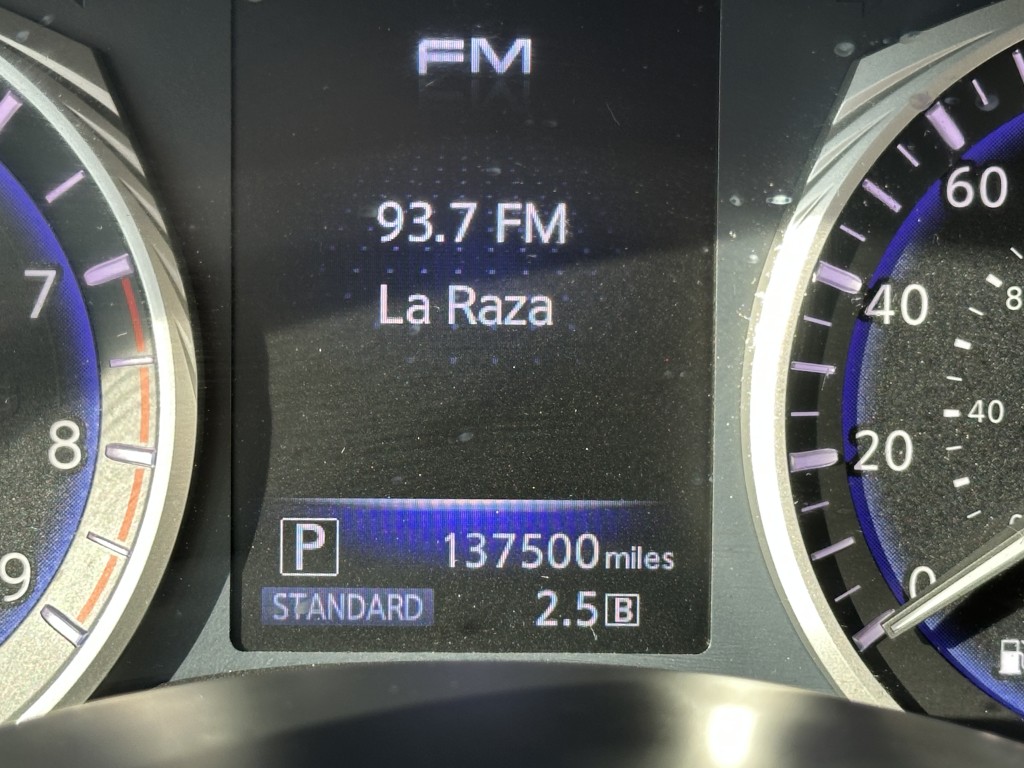 FM
93.7 FM
La Raza
P
137500 miles
STANDARD
2.5 B
7
8
9
60
40
20
0
8
40